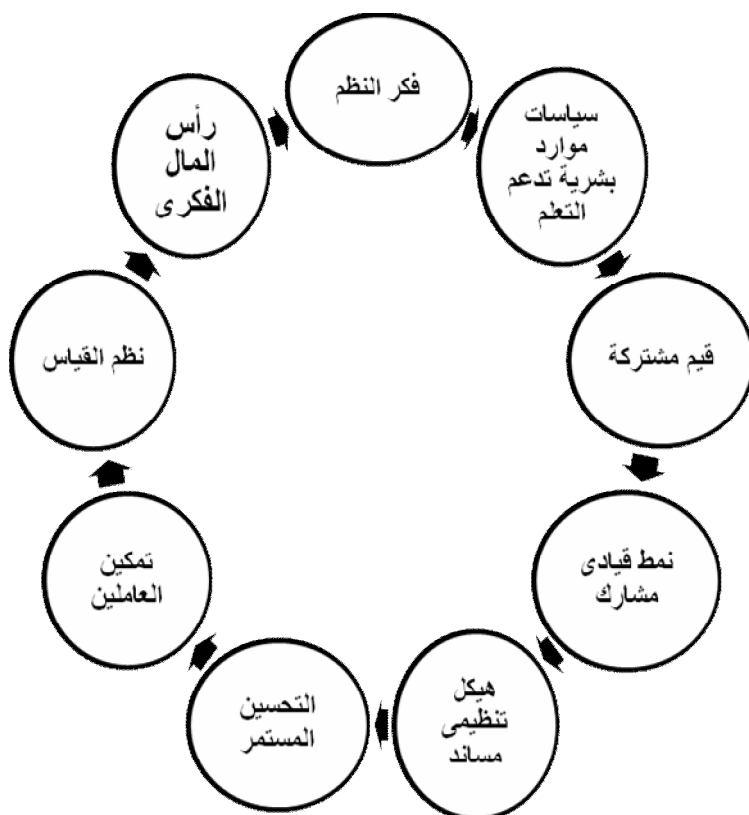 فكر النظم
سياسات
موارد
بشرية تدعم
التعلم
قيم مشتركة
نمط قيادى
مشارك
هيكل
تنظيمى
مساند
التحسين
المستمر
تمكين
العاملين
نظم القياس
رأس
المال
الفكرى